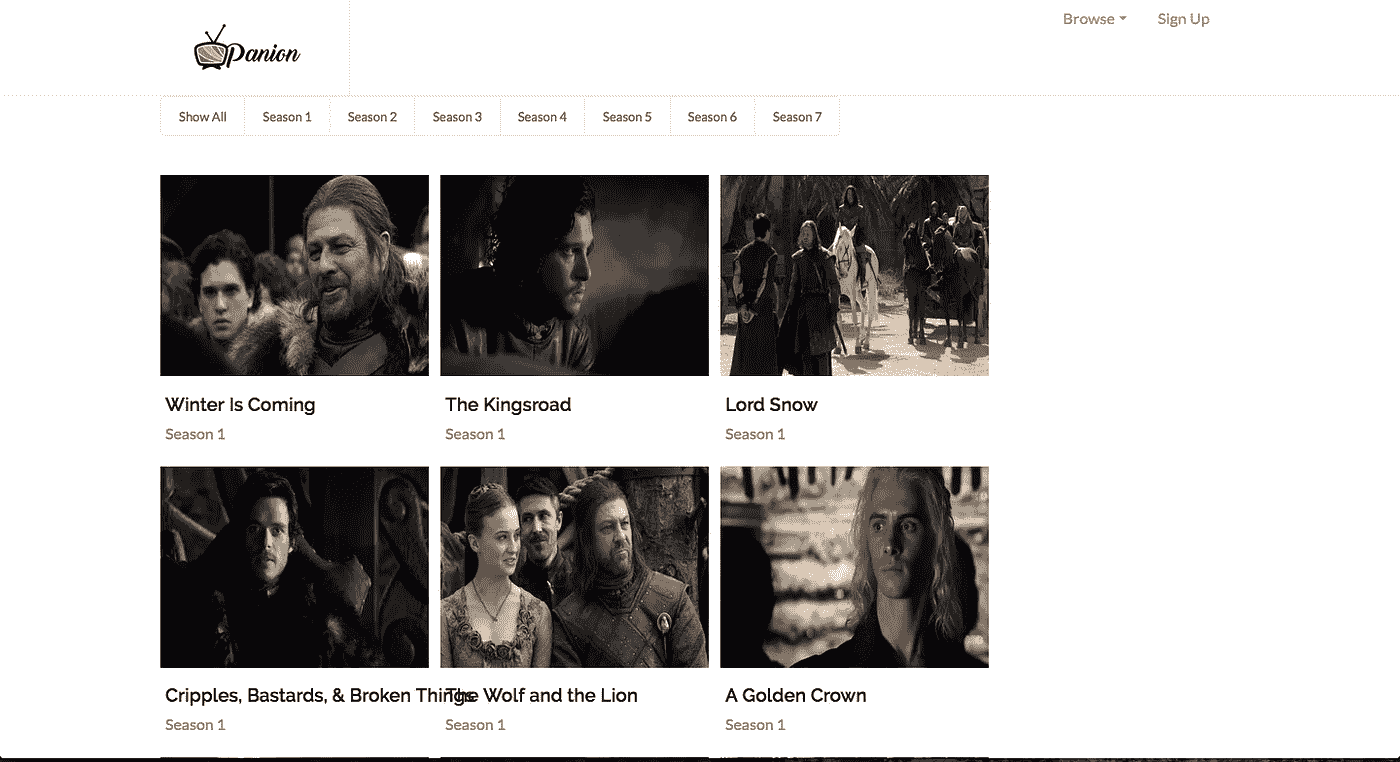 Panion
Browse
Sign Up
Show All
Season 1
Season 2
Season 3
Season 4
Season 5
Season 6
Season 7
Winter Is Coming
Season 1
The Kingsroad
Season 1
Lord Snow
Season 1
Cripples, Bastards, & Broken Things
Season 1
The Wolf and the Lion
Season 1
A Golden Crown
Season 1